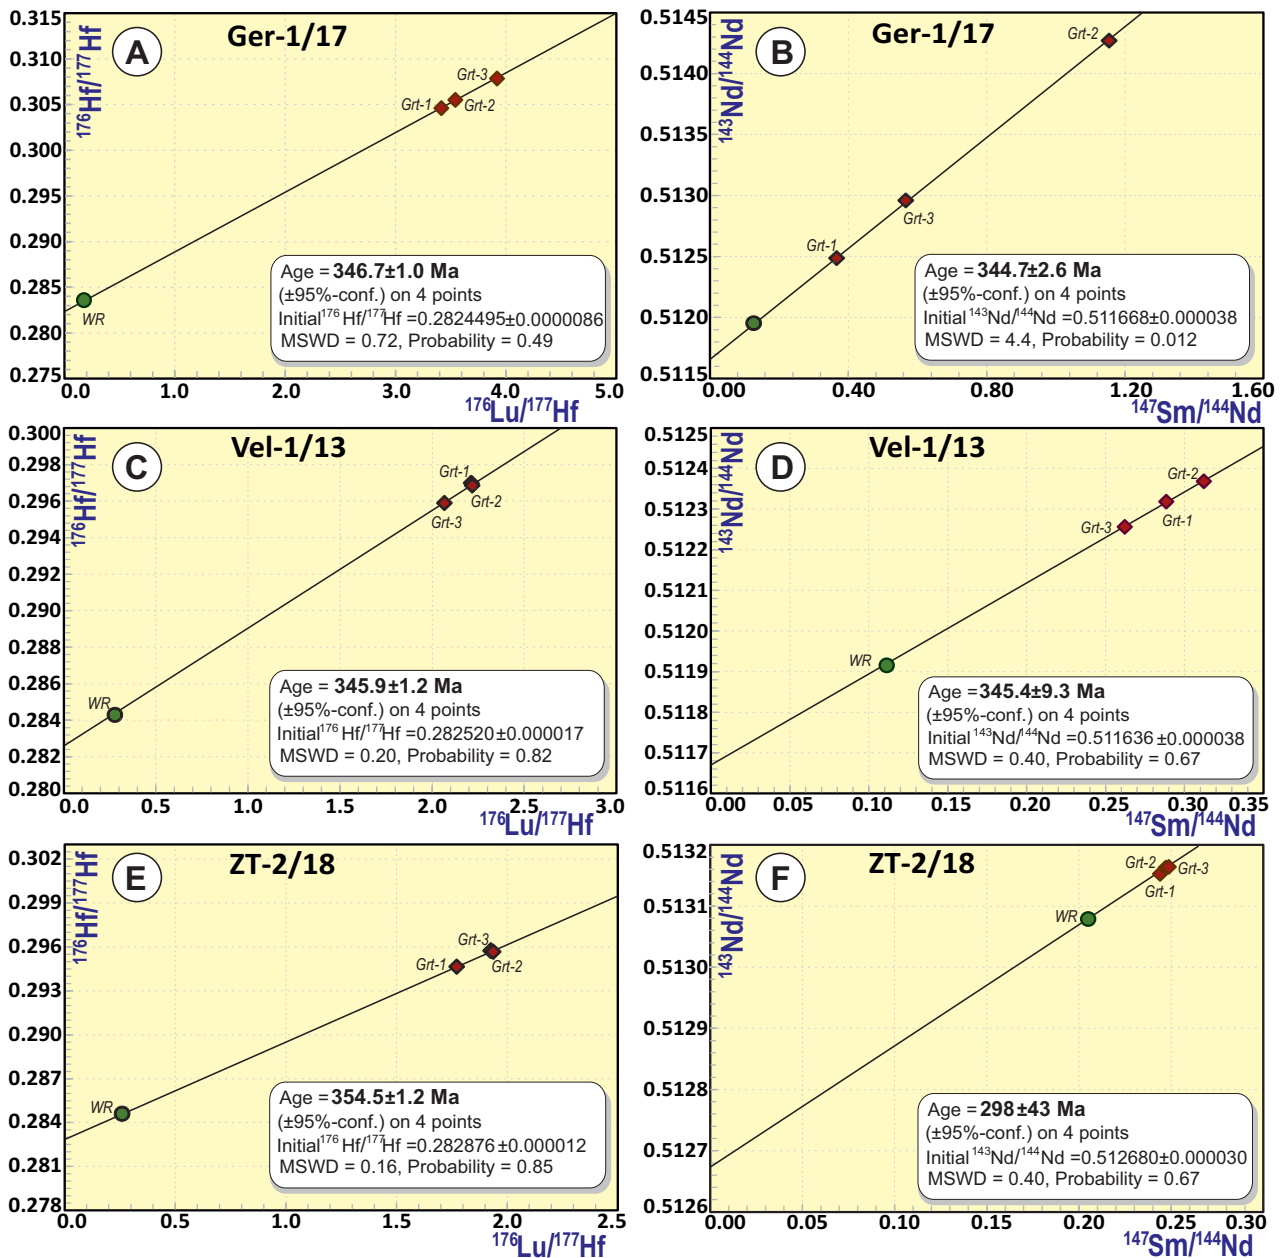 A
Ger-1/17
¹⁷⁶Hf/¹⁷⁷Hf
0.315
0.310
0.305
0.300
0.295
0.290
0.285
0.280
0.275
Grt-3
Grt-1
Grt-2
WR
Age = 346.7±1.0 Ma
(±95%-conf.) on 4 points
Initial ¹⁷⁶Hf/¹⁷⁷Hf =0.2824495±0.0000086
MSWD = 0.72, Probability = 0.49
0.0 1.0 2.0 3.0 4.0 5.0
¹⁷⁶Lu/¹⁷⁷Hf
B
Ger-1/17
¹⁴³Nd/¹⁴⁴Nd
0.5145
0.5140
0.5135
0.5130
0.5125
0.5120
0.5115
Grt-2
Grt-3
Grt-1
Age = 344.7±2.6 Ma
(±95%-conf.) on 4 points
Initial ¹⁴³Nd/¹⁴⁴Nd =0.511668±0.000038
MSWD = 4.4, Probability = 0.012
0.00 0.40 0.80 1.20 1.60
¹⁴⁷Sm/¹⁴⁴Nd
C
Vel-1/13
¹⁷⁶Hf/¹⁷⁷Hf
0.300
0.298
0.296
0.294
0.292
0.290
0.288
0.286
0.284
0.282
0.280
Grt-1
Grt-2
Grt-3
WR
Age = 345.9±1.2 Ma
(±95%-conf.) on 4 points
Initial ¹⁷⁶Hf/¹⁷⁷Hf =0.282520±0.000017
MSWD = 0.20, Probability = 0.82
0.0 0.5 1.0 1.5 2.0 2.5 3.0
¹⁷⁶Lu/¹⁷⁷Hf
D
Vel-1/13
¹⁴³Nd/¹⁴⁴Nd
0.5125
0.5124
0.5123
0.5122
0.5121
0.5120
0.5119
0.5118
0.5117
0.5116
Grt-2
Grt-1
Grt-3
WR
Age = 345.4±9.3 Ma
(±95%-conf.) on 4 points
Initial ¹⁴³Nd/¹⁴⁴Nd =0.511636±0.000038
MSWD = 0.40, Probability = 0.67
0.00 0.05 0.10 0.15 0.20 0.25 0.30 0.35
¹⁴⁷Sm/¹⁴⁴Nd
E
ZT-2/18
¹⁷⁶Hf/¹⁷⁷Hf
0.302
0.299
0.296
0.293
0.290
0.287
0.284
0.281
0.278
Grt-3
Grt-1
Grt-2
WR
Age = 354.5±1.2 Ma
(±95%-conf.) on 4 points
Initial ¹⁷⁶Hf/¹⁷⁷Hf =0.282876±0.000012
MSWD = 0.16, Probability = 0.85
0.0 0.5 1.0 1.5 2.0 2.5
¹⁷⁶Lu/¹⁷⁷Hf
F
ZT-2/18
¹⁴³Nd/¹⁴⁴Nd
0.5132
0.5131
0.5130
0.5129
0.5128
0.5127
0.5126
Grt-2
Grt-3
Grt-1
WR
Age = 298±43 Ma
(±95%-conf.) on 4 points
Initial ¹⁴³Nd/¹⁴⁴Nd =0.512680±0.000030
MSWD = 0.40, Probability = 0.67
0.00 0.05 0.10 0.15 0.20 0.25 0.30
¹⁴⁷Sm/¹⁴⁴Nd